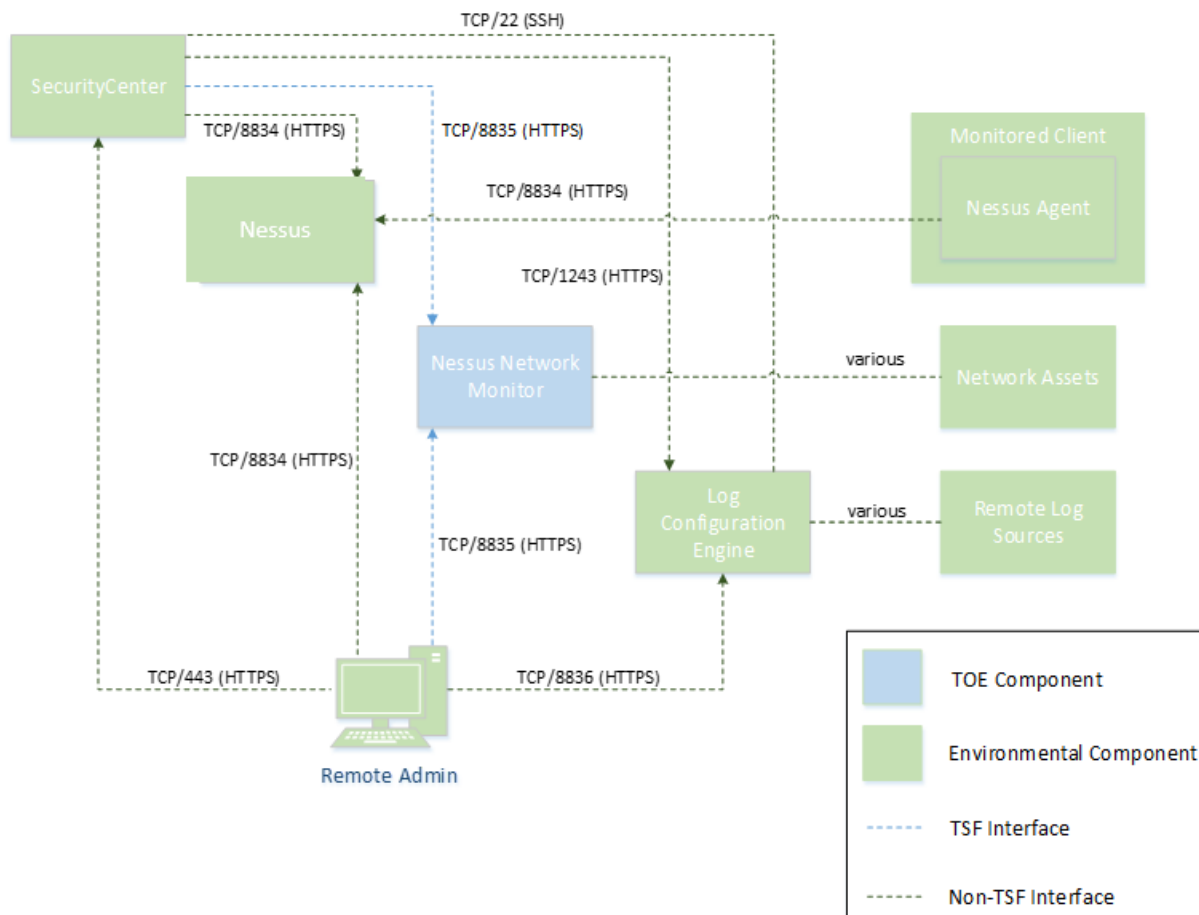 TCP/22 (SSH)
SecurityCenter
TCP/8834 (HTTPS)
TCP/8835 (HTTPS)
Monitored Client
TCP/8834 (HTTPS)
Nessus Agent
Nessus
TCP/1243 (HTTPS)
Nessus Network
Monitor
various
Network Assets
TCP/8834 (HTTPS)
Log
Configuration
Engine
various
Remote Log
Sources
TCP/8835 (HTTPS)
TCP/443 (HTTPS)
TCP/8836 (HTTPS)
Remote Admin
TOE Component
Environmental Component
TSF Interface
Non-TSF Interface